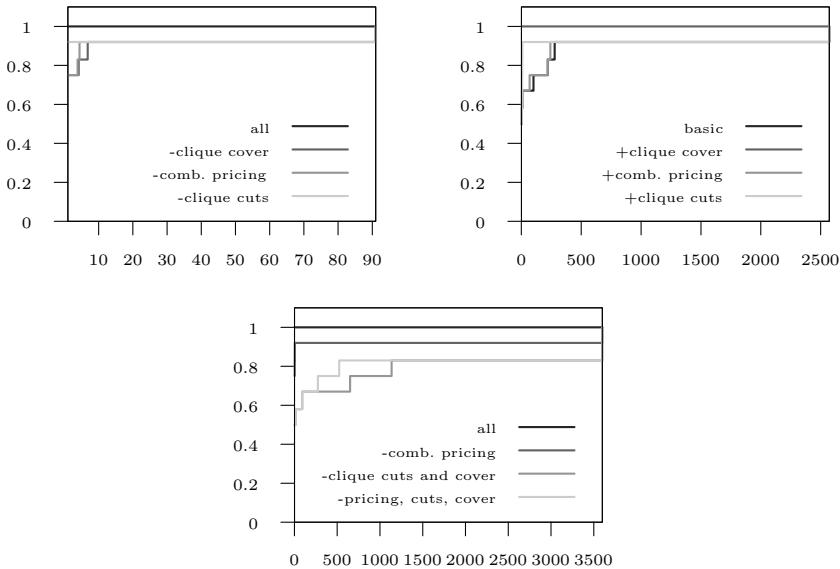 1
0.8
0.6
0.4
0.2
0
all
-clique cover
-comb. pricing
-clique cuts
10 20 30 40 50 60 70 80 90
1
0.8
0.6
0.4
0.2
0
basic
+clique cover
+comb. pricing
+clique cuts
0 500 1000 1500 2000 2500
1
0.8
0.6
0.4
0.2
0
all
-comb. pricing
-clique cuts and cover
-pricing, cuts, cover
0 500 1000 1500 2000 2500 3000 3500